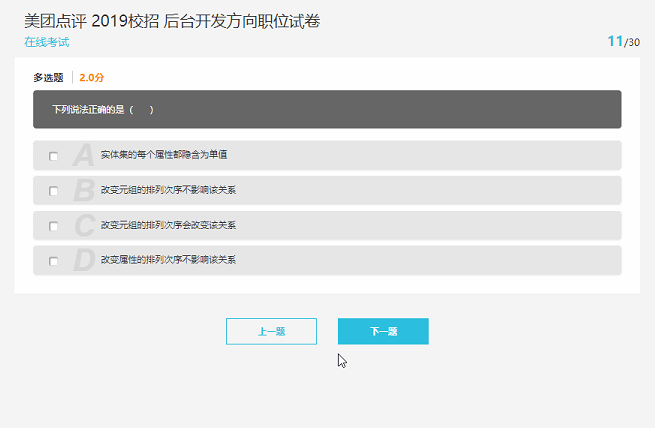 美团点评 2019校招 后台开发方向职位试卷
在线考试 11/30
多选题 2.0分
下列说法正确的是（ ）
A 实体集的每个属性都隐含为单值
B 改变元组的排列次序不影响该关系
C 改变元组的排列次序会改变该关系
D 改变属性的排列次序不影响该关系
上一题 下一题